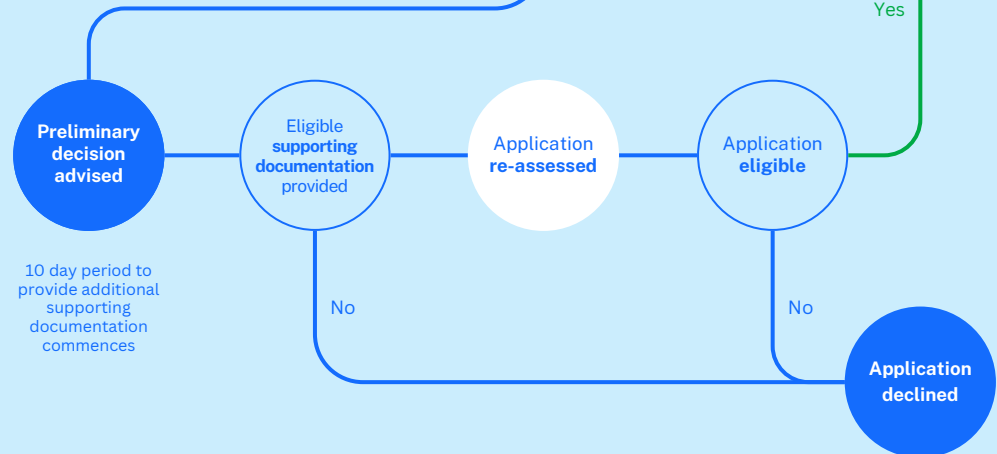 Yes
Preliminary
decision
advised
Eligible
supporting
documentation
provided
Application
re-assessed
Application
eligible
10 day period to
provide additional
supporting
documentation
commences
No
No
Application
declined